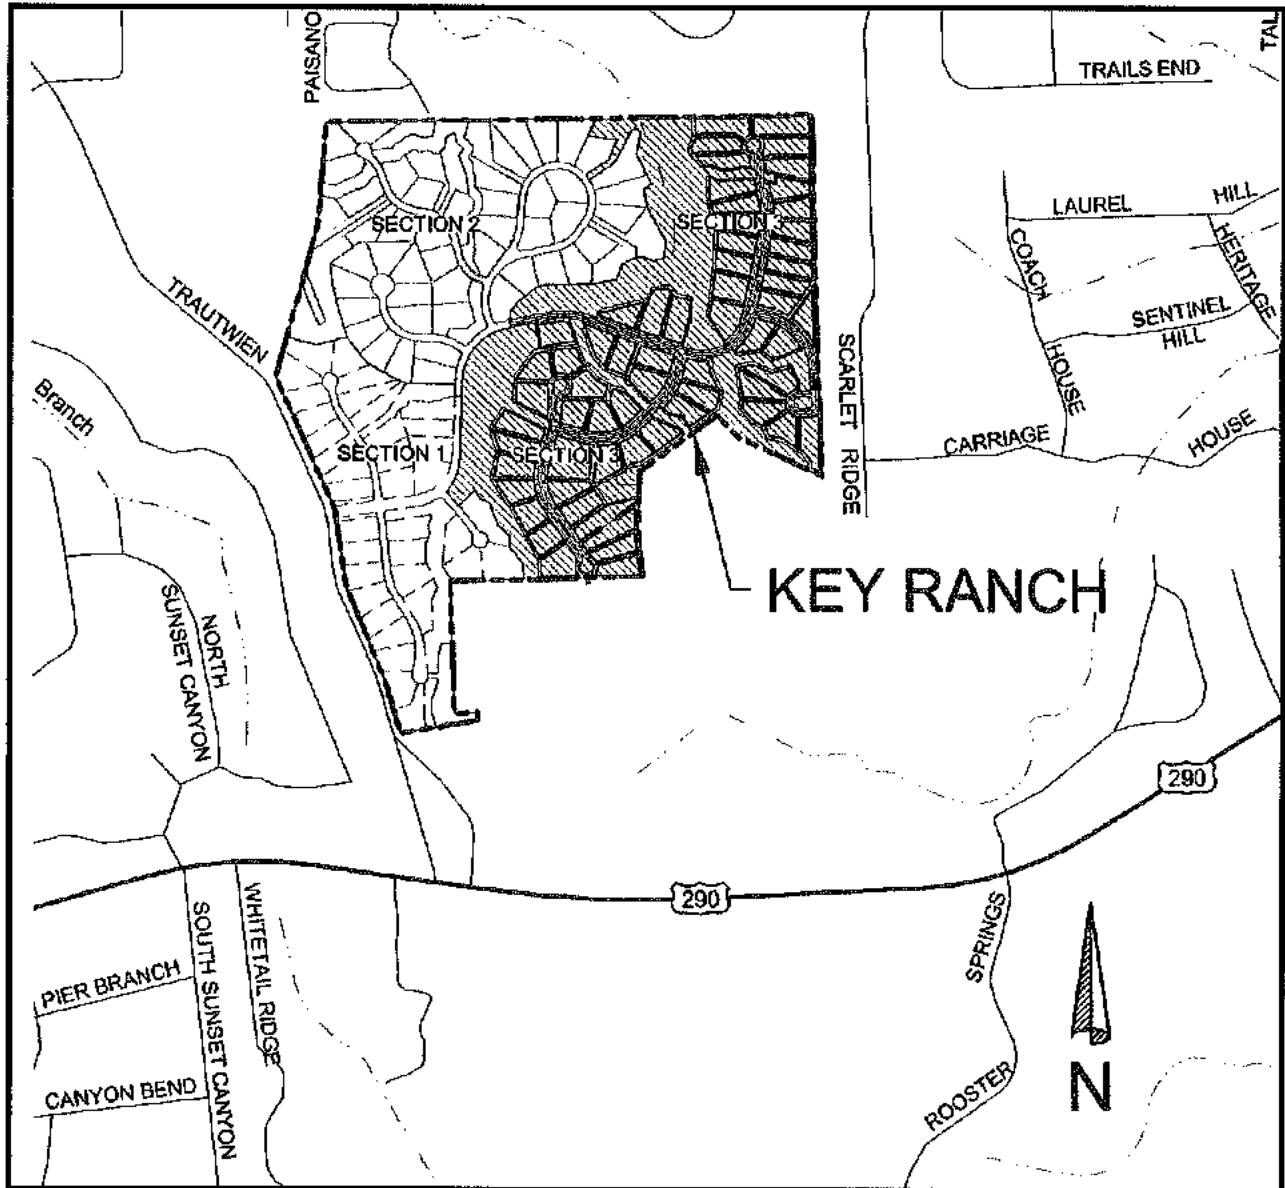 PAISANO
TAL
TRAILS END
LAUREL HILL
SECTION 2
SECTION 3
COACH HOUSE
HERITAGE
SENTINEL HILL
TRAUTWIEN
SCARLET RIDGE
Branch
CARRIAGE HOUSE
SECTION 1
SECTION 3
KEY RANCH
NORTH SUNSET CANYON
290
290
WHITETAIL RIDGE
SOUTH SUNSET CANYON
PIER BRANCH
ROOSTER SPRINGS
CANYON BEND
N